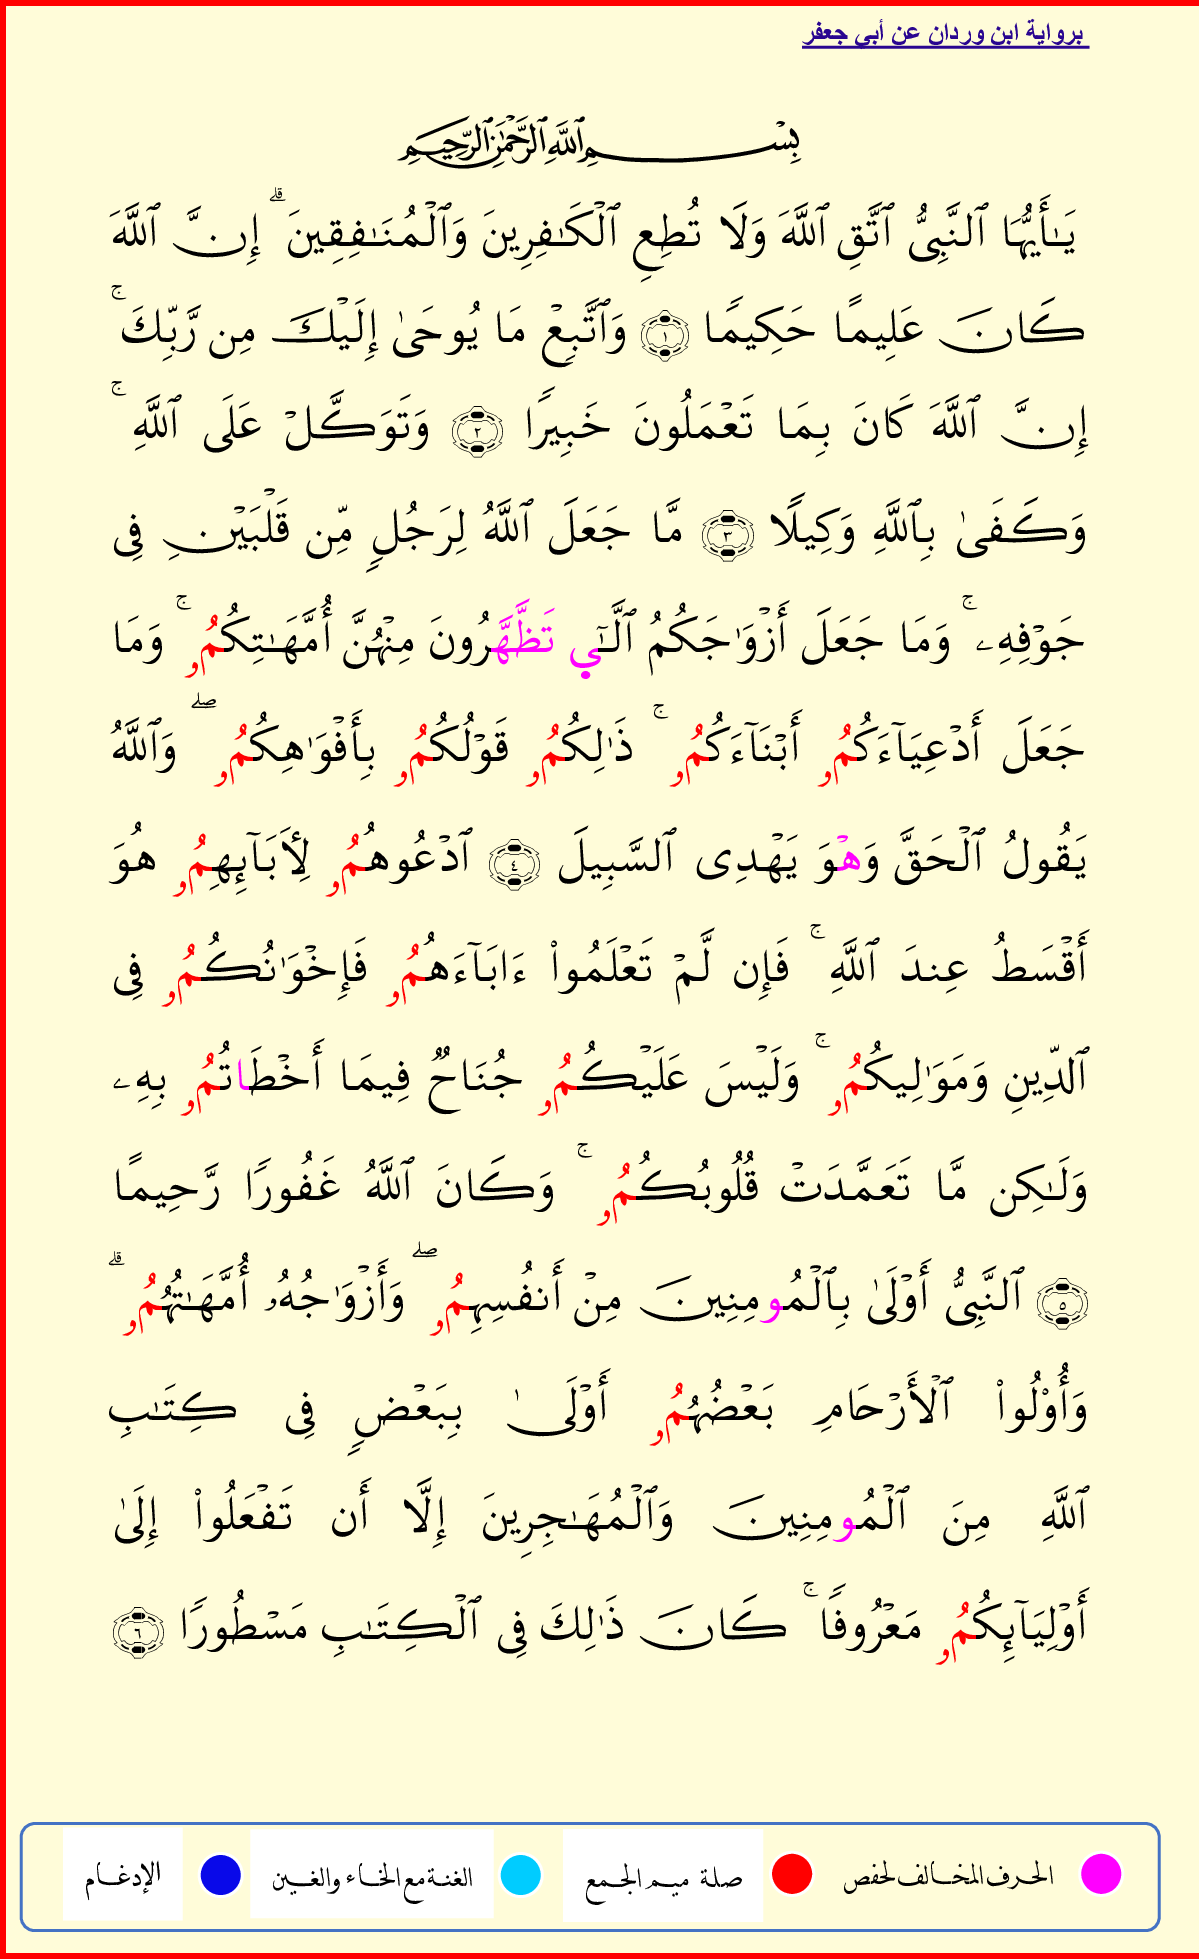 برواية ابن وردان عن أبي جعفر
بِسْمِ ٱللَّهِ ٱلرَّحْمَٰنِ ٱلرَّحِيمِ
يَـٰٓأَيُّهَا ٱلنَّبِىُّ ٱتَّقِ ٱللَّهَ وَلَا تُطِعِ ٱلْكَـٰفِرِينَ وَٱلْمُنَـٰفِقِينَ ۗ إِنَّ ٱللَّهَ
كَانَ عَلِيمًا حَكِيمًا ١ وَٱتَّبِعْ مَا يُوحَىٰ إِلَيْكَ مِن رَّبِّكَ ۚ
إِنَّ ٱللَّهَ كَانَ بِمَا تَعْمَلُونَ خَبِيرًا ٢ وَتَوَكَّلْ عَلَى ٱللَّهِ ۚ
وَكَفَىٰ بِٱللَّهِ وَكِيلًا ٣ مَّا جَعَلَ ٱللَّهُ لِرَجُلٍ مِّن قَلْبَيْنِ فِى
جَوْفِهِۦ ۚ وَمَا جَعَلَ أَزْوَٰجَكُمُ ٱلَّـٰٓـِٔ تَظَّهَّرُونَ مِنْهُنَّ أُمَّهَـٰتِكُمُۥ ۚ وَمَا
جَعَلَ أَدْعِيَآءَكُمُۥ أَبْنَآءَكُمُۥ ۚ ذَٰلِكُمُۥ قَوْلُكُمُۥ بِأَفْوَٰهِكُمُۥ ۖ وَٱللَّهُ
يَقُولُ ٱلْحَقَّ وَهْوَ يَهْدِى ٱلسَّبِيلَ ٤ ٱدْعُوهُمُۥ لِأَبَآئِهِمُۥ هُوَ
أَقْسَطُ عِندَ ٱللَّهِ ۚ فَإِن لَّمْ تَعْلَمُوا۟ ءَابَآءَهُمُۥ فَإِخْوَٰنُكُمُۥ فِى
ٱلدِّينِ وَمَوَٰلِيكُمُۥ ۚ وَلَيْسَ عَلَيْكُمُۥ جُنَاحٌ فِيمَا أَخْطَاتُمُۥ بِهِۦ
وَلَـٰكِن مَّا تَعَمَّدَتْ قُلُوبُكُمُۥ ۚ وَكَانَ ٱللَّهُ غَفُورًا رَّحِيمًا
٥ ٱلنَّبِىُّ أَوْلَىٰ بِٱلْمُومِنِينَ مِنْ أَنفُسِهِمُۥ ۖ وَأَزْوَٰجُهُۥ أُمَّهَـٰتُهُمُۥ ۗ
وَأُوْلُوا۟ ٱلْأَرْحَامِ بَعْضُهُمُۥ أَوْلَىٰ بِبَعْضٍ فِى كِتَـٰبِ
ٱللَّهِ مِنَ ٱلْمُومِنِينَ وَٱلْمُهَـٰجِرِينَ إِلَّا أَن تَفْعَلُوا۟ إِلَىٰ
أَوْلِيَآئِكُمُۥ مَعْرُوفًا ۚ كَانَ ذَٰلِكَ فِى ٱلْكِتَـٰبِ مَسْطُورًا ٦
الحرف المخالف لحفص صلة ميم الجمع الغنة مع الخاء والغين الإدغام